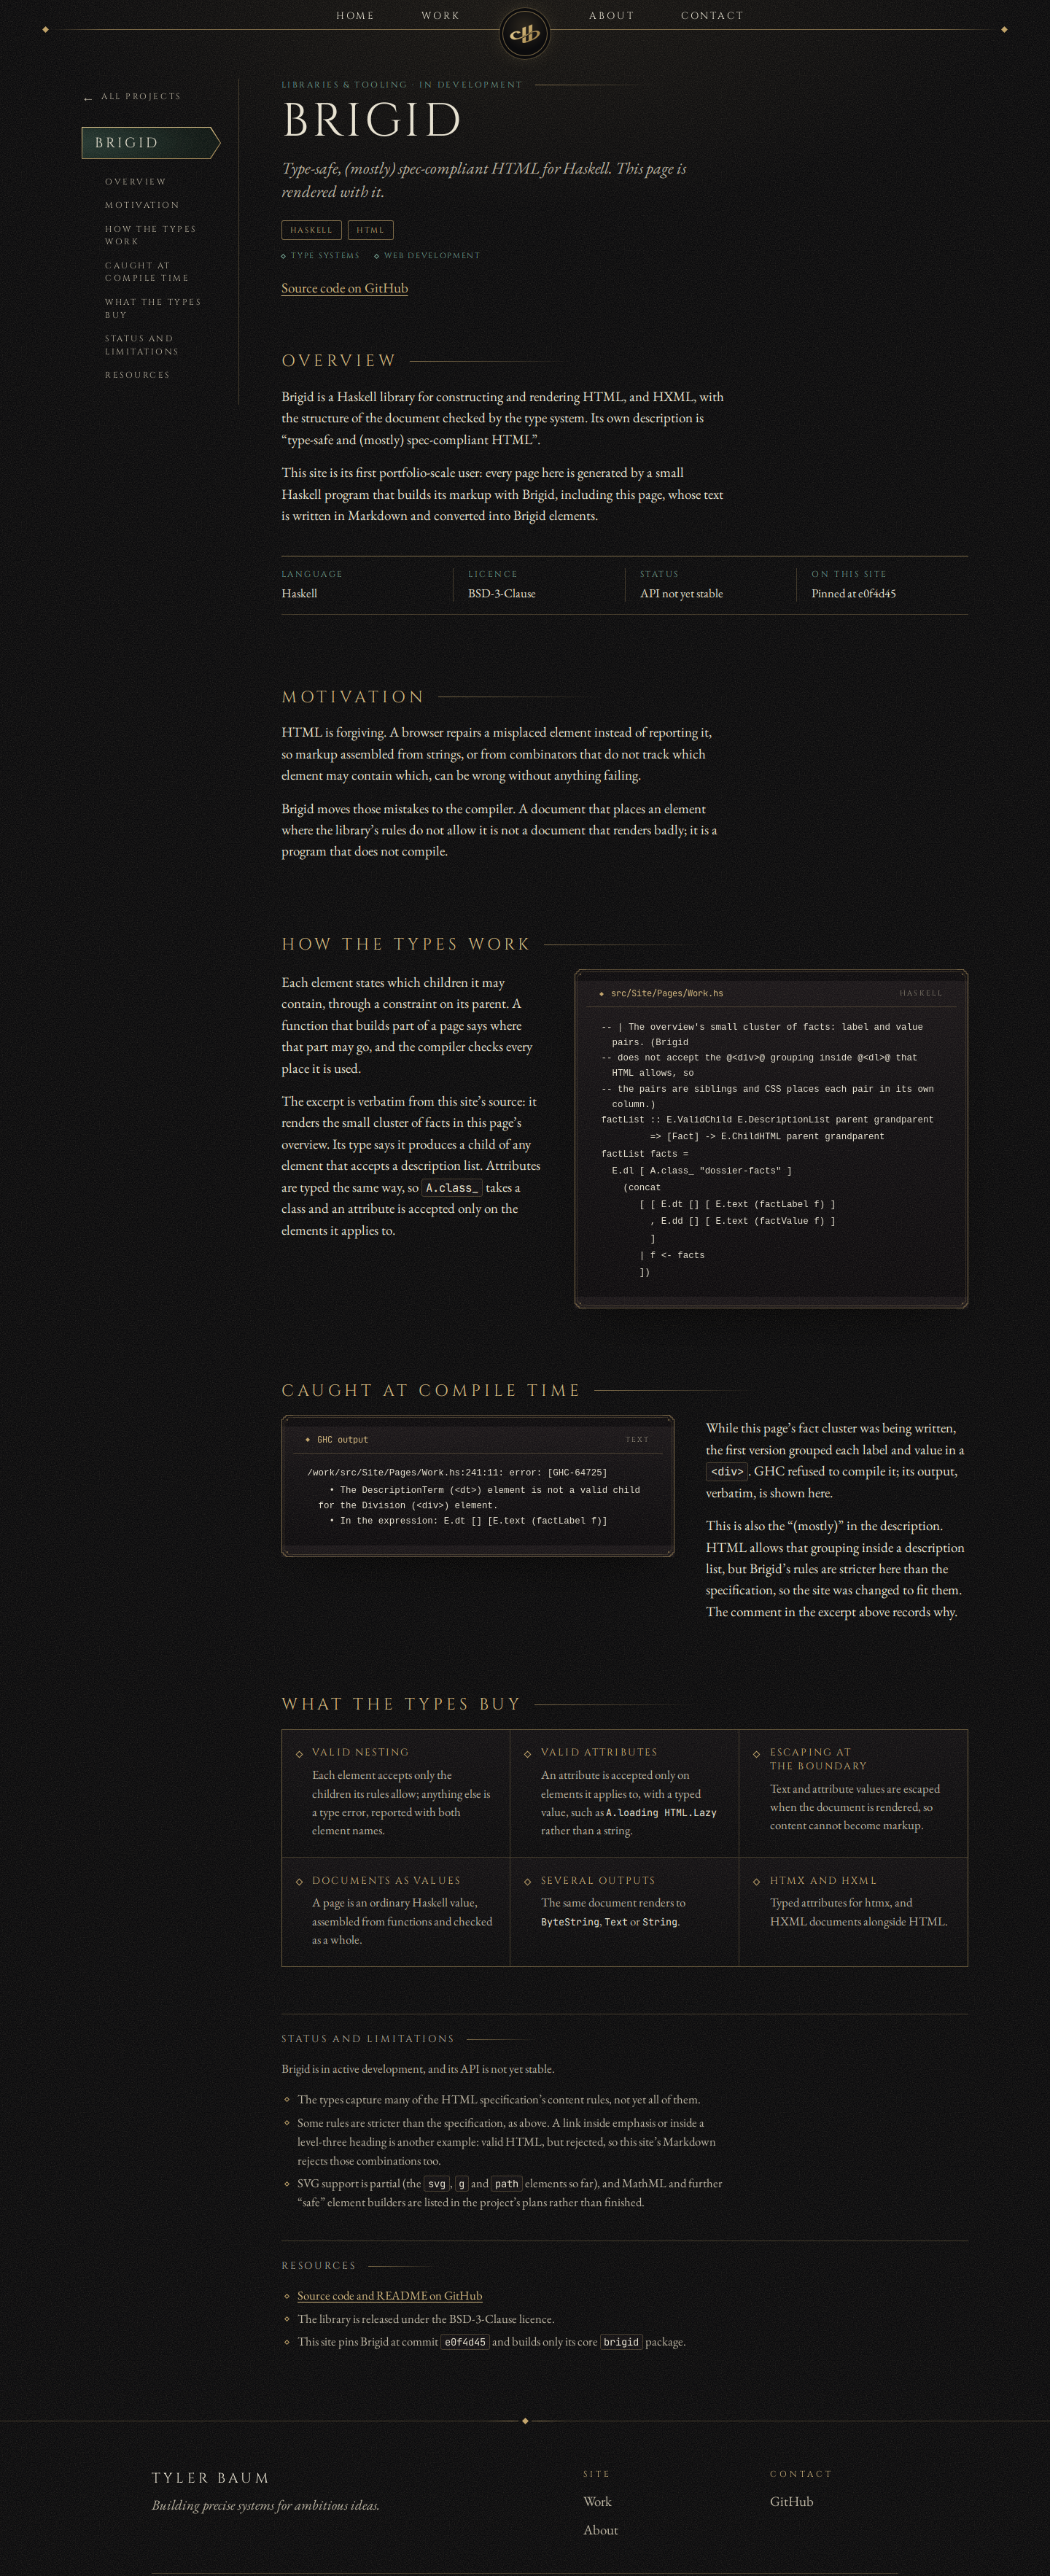 HOME WORK ABOUT CONTACT
← ALL PROJECTS
BRIGID
OVERVIEW
MOTIVATION
HOW THE TYPES
WORK
CAUGHT AT
COMPILE TIME
WHAT THE TYPES
BUY
STATUS AND
LIMITATIONS
RESOURCES
LIBRARIES & TOOLING · IN DEVELOPMENT
BRIGID
Type-safe, (mostly) spec-compliant HTML for Haskell. This page is
rendered with it.
HASKELL HTML
TYPE SYSTEMS WEB DEVELOPMENT
Source code on GitHub
OVERVIEW
Brigid is a Haskell library for constructing and rendering HTML, and HXML, with
the structure of the document checked by the type system. Its own description is
“type-safe and (mostly) spec-compliant HTML”.
This site is its first portfolio-scale user: every page here is generated by a small
Haskell program that builds its markup with Brigid, including this page, whose text
is written in Markdown and converted into Brigid elements.
LANGUAGE
Haskell
LICENCE
BSD-3-Clause
STATUS
API not yet stable
ON THIS SITE
Pinned at e0f4d45
MOTIVATION
HTML is forgiving. A browser repairs a misplaced element instead of reporting it,
so markup assembled from strings, or from combinators that do not track which
element may contain which, can be wrong without anything failing.
Brigid moves those mistakes to the compiler. A document that places an element
where the library’s rules do not allow it is not a document that renders badly; it is a
program that does not compile.
HOW THE TYPES WORK
Each element states which children it may
contain, through a constraint on its parent. A
function that builds part of a page says where
that part may go, and the compiler checks every
place it is used.
The excerpt is verbatim from this site’s source: it
renders the small cluster of facts in this page’s
overview. Its type says it produces a child of any
element that accepts a description list. Attributes
are typed the same way, so A.class_ takes a
class and an attribute is accepted only on the
elements it applies to.
src/Site/Pages/Work.hs HASKELL
-- | The overview's small cluster of facts: label and value
pairs. (Brigid
-- does not accept the @<div>@ grouping inside @<dl>@ that
HTML allows, so
-- the pairs are siblings and CSS places each pair in its own
column.)
factList :: E.ValidChild E.DescriptionList parent grandparent
=> [Fact] -> E.ChildHTML parent grandparent
factList facts =
E.dl [ A.class_ "dossier-facts" ]
(concat
[ [ E.dt [] [ E.text (factLabel f) ]
, E.dd [] [ E.text (factValue f) ]
]
| f <- facts
])
CAUGHT AT COMPILE TIME
GHC output TEXT
/work/src/Site/Pages/Work.hs:241:11: error: [GHC-64725]
• The DescriptionTerm (<dt>) element is not a valid child
for the Division (<div>) element.
• In the expression: E.dt [] [E.text (factLabel f)]
While this page’s fact cluster was being written,
the first version grouped each label and value in a
<div>. GHC refused to compile it; its output,
verbatim, is shown here.
This is also the “(mostly)” in the description.
HTML allows that grouping inside a description
list, but Brigid’s rules are stricter here than the
specification, so the site was changed to fit them.
The comment in the excerpt above records why.
WHAT THE TYPES BUY
VALID NESTING
Each element accepts only the
children its rules allow; anything else is
a type error, reported with both
element names.
VALID ATTRIBUTES
An attribute is accepted only on
elements it applies to, with a typed
value, such as A.loading HTML.Lazy
rather than a string.
ESCAPING AT
THE BOUNDARY
Text and attribute values are escaped
when the document is rendered, so
content cannot become markup.
DOCUMENTS AS VALUES
A page is an ordinary Haskell value,
assembled from functions and checked
as a whole.
SEVERAL OUTPUTS
The same document renders to
ByteString, Text or String.
HTMX AND HXML
Typed attributes for htmx, and
HXML documents alongside HTML.
STATUS AND LIMITATIONS
Brigid is in active development, and its API is not yet stable.
The types capture many of the HTML specification’s content rules, not yet all of them.
Some rules are stricter than the specification, as above. A link inside emphasis or inside a
level-three heading is another example: valid HTML, but rejected, so this site’s Markdown
rejects those combinations too.
SVG support is partial (the svg, g and path elements so far), and MathML and further
“safe” element builders are listed in the project’s plans rather than finished.
RESOURCES
Source code and README on GitHub
The library is released under the BSD-3-Clause licence.
This site pins Brigid at commit e0f4d45 and builds only its core brigid package.
TYLER BAUM
Building precise systems for ambitious ideas.
SITE
Work
About
CONTACT
GitHub